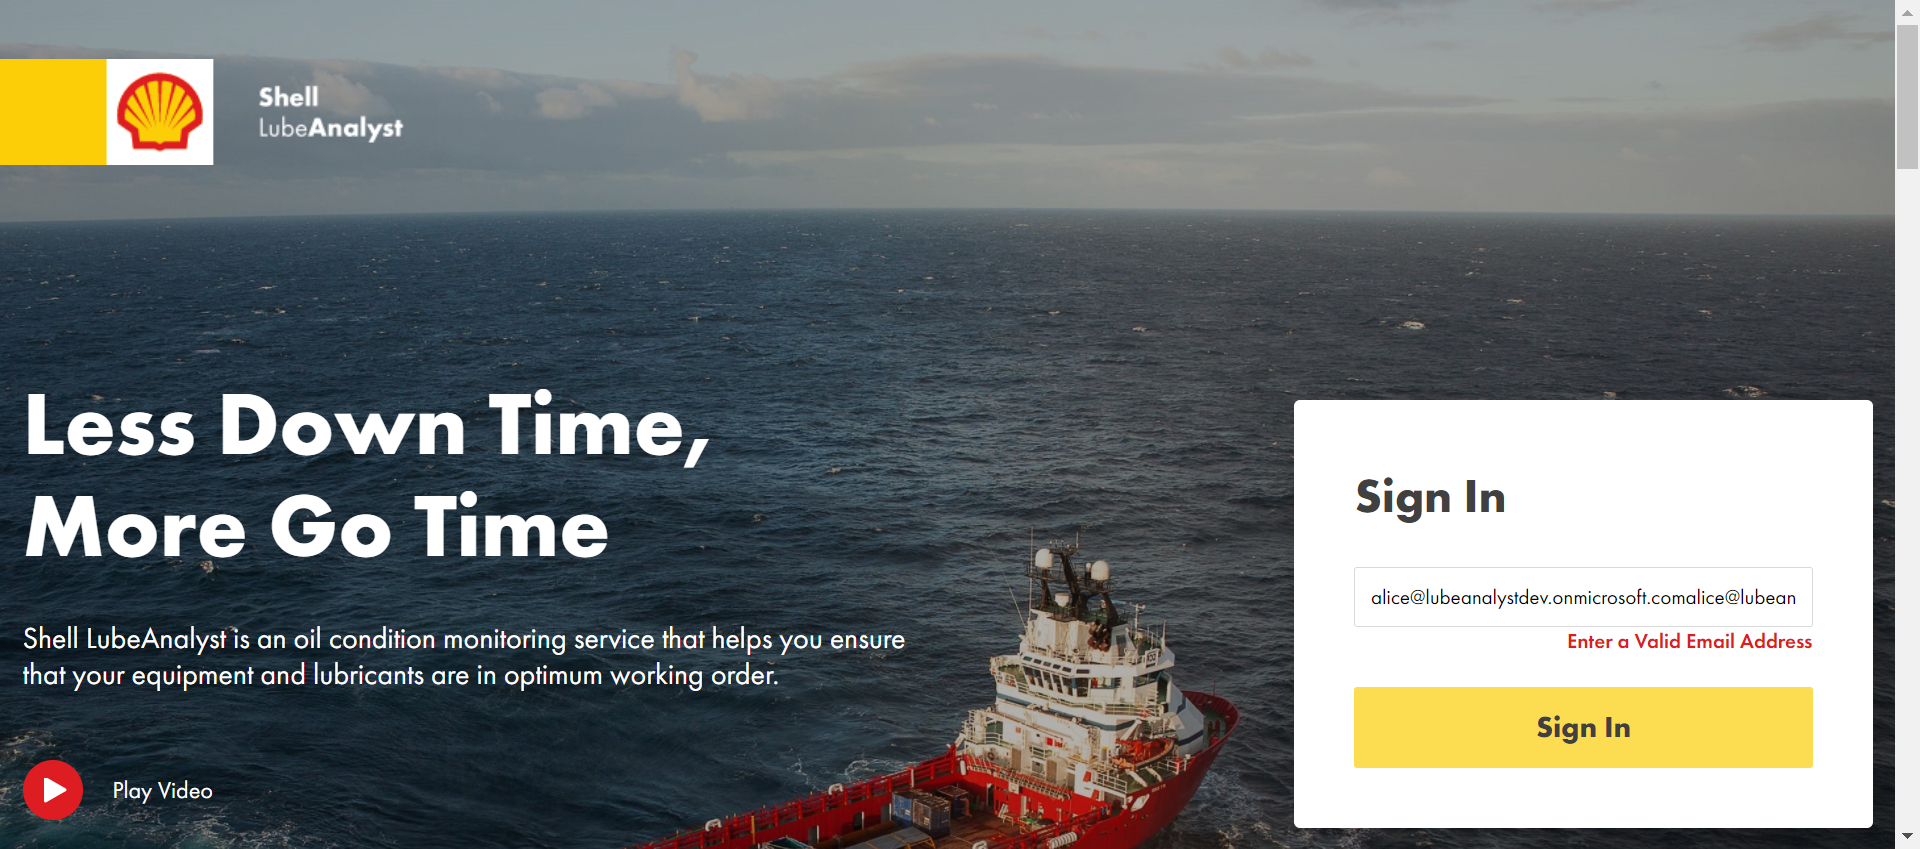 Shell
LubeAnalyst
Less Down Time,
More Go Time
Shell LubeAnalyst is an oil condition monitoring service that helps you ensure
that your equipment and lubricants are in optimum working order.
Play Video
Sign In
alice@lubeanalystdev.onmicrosoft.comalice@lubean
Enter a Valid Email Address
Sign In